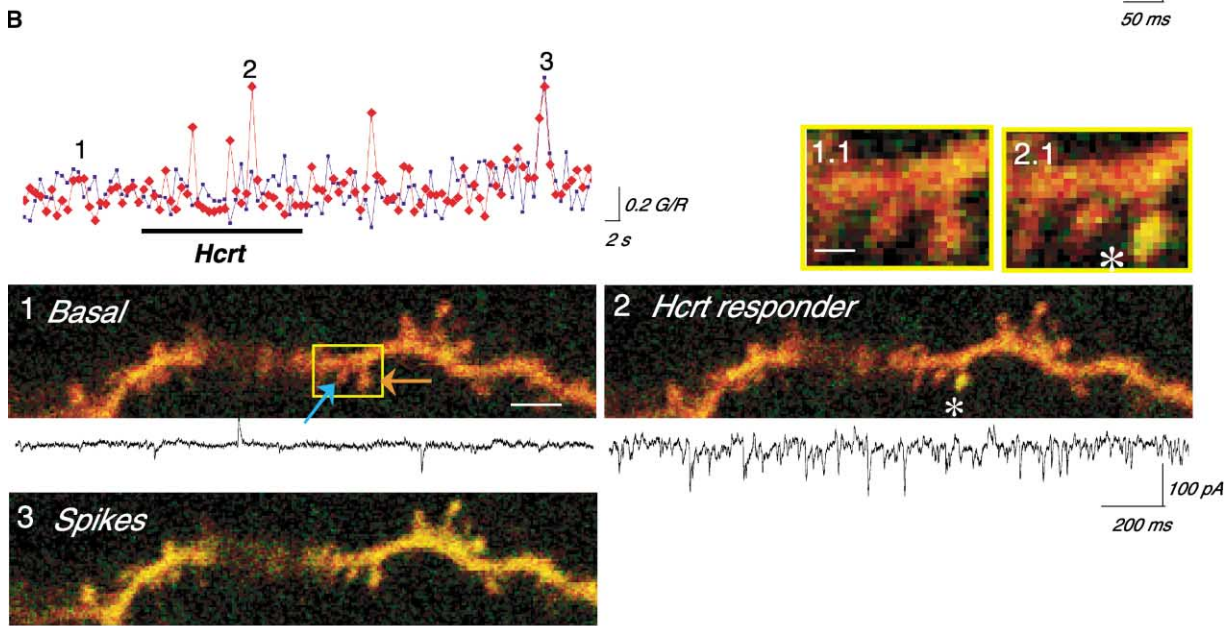 B
50 ms
1
2
3
0.2 G/R
2 s
Hcrt
1.1
2.1
*
1 Basal
2 Hcrt responder
*
100 pA
200 ms
3 Spikes